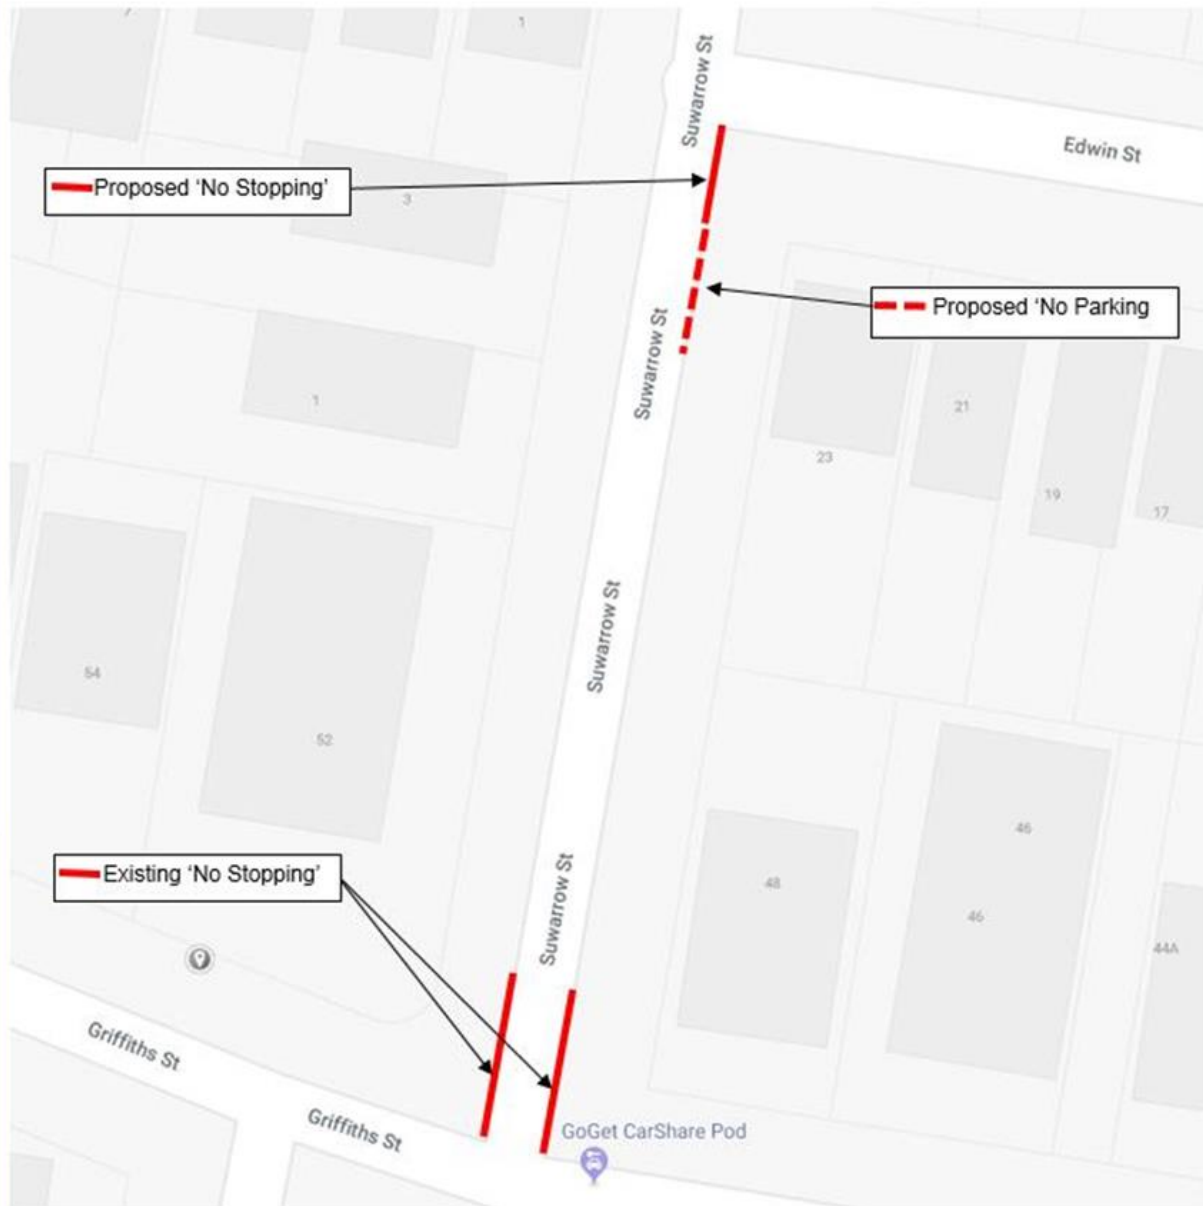 1
Suwarrow St
Edwin St
Proposed ‘No Stopping’
3
Proposed ‘No Parking
Suwarrow St
1
21
23
19
17
Suwarrow St
54
52
46
48
Existing ‘No Stopping’
Suwarrow St
46
44A
Griffiths St
Griffiths St
GoGet CarShare Pod